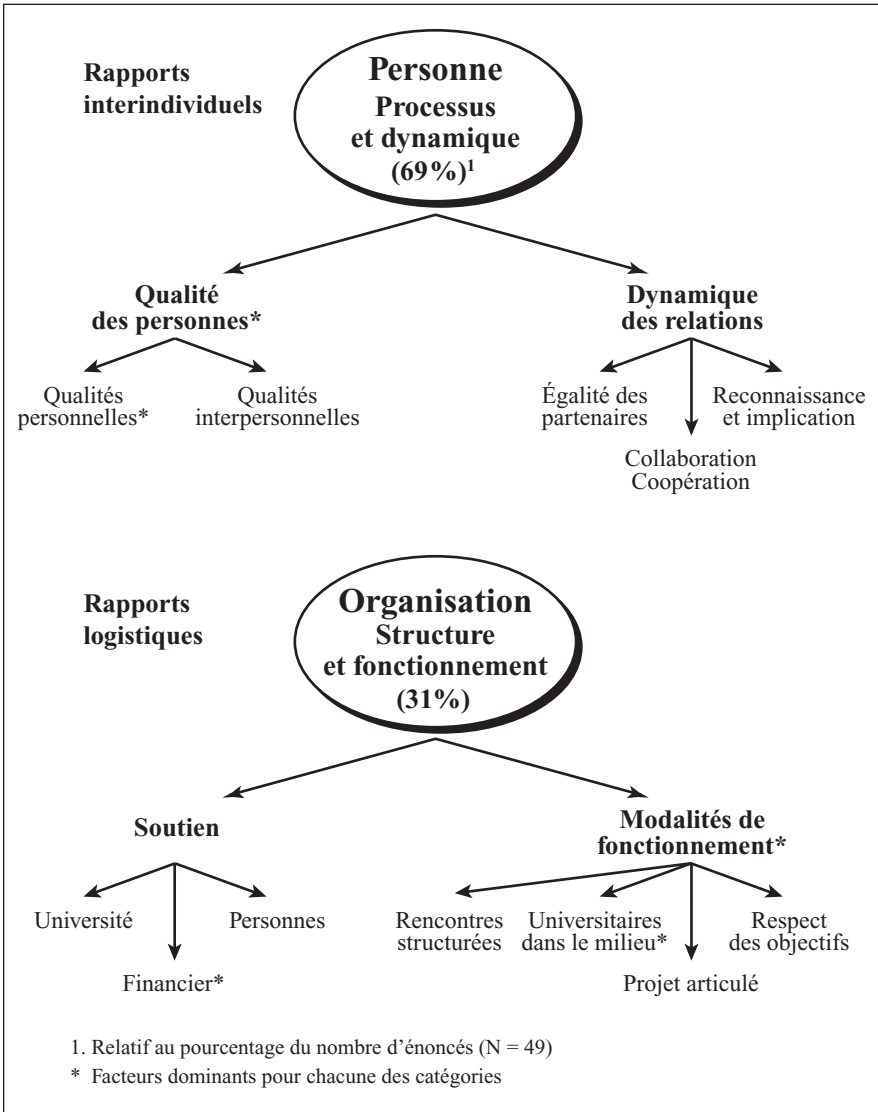 Rapports
interindividuels
Personne
Processus
et dynamique
(69%)¹
Qualité
des personnes*
Dynamique
des relations
Qualités
personnelles*
Qualités
interpersonnelles
Égalité des
partenaires
Reconnaissance
et implication
Collaboration
Coopération
Rapports
logistiques
Organisation
Structure
et fonctionnement
(31%)
Soutien
Modalités de
fonctionnement*
Université
Personnes
Financier*
Rencontres
structurées
Universitaires
dans le milieu*
Respect
des objectifs
Projet articulé
1. Relatif au pourcentage du nombre d'énoncés (N = 49)
* Facteurs dominants pour chacune des catégories